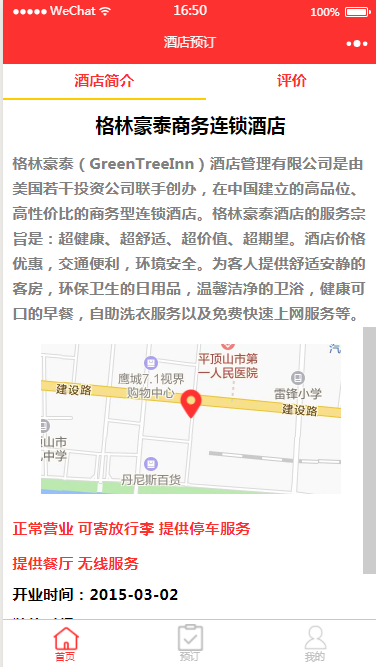 WeChat
16:50
100%
酒店预订
酒店简介
评价
格林豪泰商务连锁酒店
格林豪泰（GreenTreeInn）酒店管理有限公司是由
美国若干投资公司联手创办，在中国建立的高品位、
高性价比的商务型连锁酒店。格林豪泰酒店的服务宗
旨是：超健康、超舒适、超价值、超期望。酒店价格
优惠，交通便利，环境安全。为客人提供舒适安静的
客房，环保卫生的日用品，温馨洁净的卫浴，健康可
口的早餐，自助洗衣服务以及免费快速上网服务等。
平顶山市第
一人民医院
汽
鹰城7.1视界
购物中心
雷锋小学
建设路
建设路
顶山市
中学
丹尼斯百货
正常营业 可寄放行李 提供停车服务
提供餐厅 无线服务
开业时间：2015-03-02
首页
预订
我的